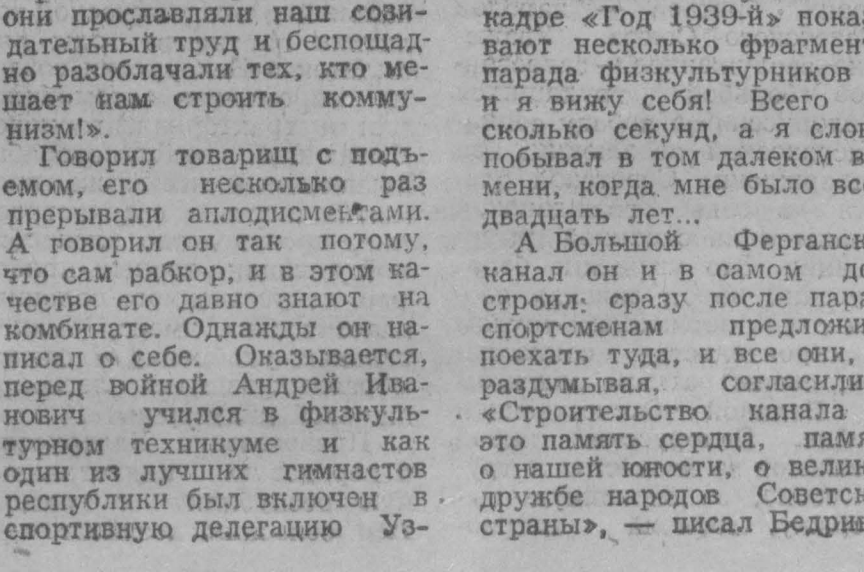 они прославляли наш сози-
дательный труд и беспощад-
но разоблачали тех, кто ме-
шает нам строить комму-
низм!».
Говорил товарищ с подъ-
емом, его несколько раз
прерывали аплодисментами.
А говорил он так потому,
что сам рабкор, и в этом ка-
честве его давно знают на
комбинате. Однажды он на-
писал о себе. Оказывается,
перед войной Андрей Ива-
нович учился в физкуль-
турном техникуме и как
один из лучших гимнастов
республики был включен в
спортивную делегацию Уз-
кадре «Год 1939-й» пока
вают несколько фрагмент
парада физкультурников
и я вижу себя! Всего
сколько секунд, а я слов
побывал в том далеком в
мени, когда мне было все
двадцать лет...
А Большой Ферганск
канал он и в самом де
строил: сразу после пара
спортсменам предложи
поехать туда, и все они,
раздумывая, согласили
«Строительство канала
это память сердца, памя
о нашей юности, о велик
дружбе народов Советск
страны», — писал Бедрин